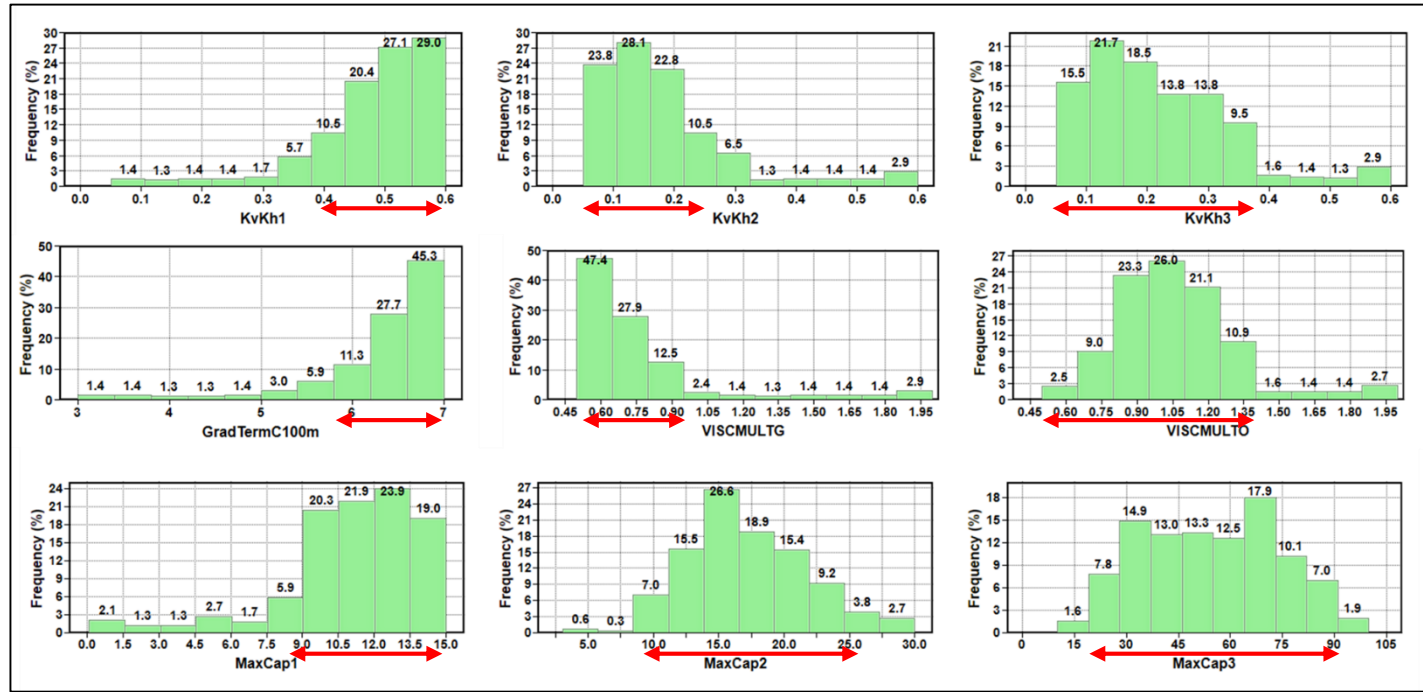 Frequency (%)
30
27
24
21
18
15
12
9
6
3
0
1.4 1.3 1.4 1.4 1.7 5.7 10.5 20.4 27.1 29.0
0.0 0.1 0.2 0.3 0.4 0.5 0.6
KvKh1
Frequency (%)
30
27
24
21
18
15
12
9
6
3
0
23.8 28.1 22.8 10.5 6.5 1.3 1.4 1.4 1.4 2.9
0.0 0.1 0.2 0.3 0.4 0.5 0.6
KvKh2
Frequency (%)
21
18
15
12
9
6
3
0
15.5 21.7 18.5 13.8 13.8 9.5 1.6 1.4 1.3 2.9
0.0 0.1 0.2 0.3 0.4 0.5 0.6
KvKh3
Frequency (%)
50
40
30
20
10
0
1.4 1.4 1.3 1.3 1.4 3.0 5.9 11.3 27.7 45.3
3 4 5 6 7
GradTermC100m
Frequency (%)
50
40
30
20
10
0
47.4 27.9 12.5 2.4 1.4 1.3 1.4 1.4 1.4 2.9
0.45 0.60 0.75 0.90 1.05 1.20 1.35 1.50 1.65 1.80 1.95
VISCMULTG
Frequency (%)
27
24
21
18
15
12
9
6
3
0
2.5 9.0 23.3 26.0 21.1 10.9 1.6 1.4 1.4 2.7
0.45 0.60 0.75 0.90 1.05 1.20 1.35 1.50 1.65 1.80 1.95
VISCMULTO
Frequency (%)
24
21
18
15
12
9
6
3
0
2.1 1.3 1.3 2.7 1.7 5.9 20.3 21.9 23.9 19.0
0.0 1.5 3.0 4.5 6.0 7.5 9.0 10.5 12.0 13.5 15.0
MaxCap1
Frequency (%)
27
24
21
18
15
12
9
6
3
0
0.6 0.3 7.0 15.5 26.6 18.9 15.4 9.2 3.8 2.7
5.0 10.0 15.0 20.0 25.0 30.0
MaxCap2
Frequency (%)
18
15
12
9
6
3
0
1.6 7.8 14.9 13.0 13.3 12.5 17.9 10.1 7.0 1.9
0 15 30 45 60 75 90 105
MaxCap3